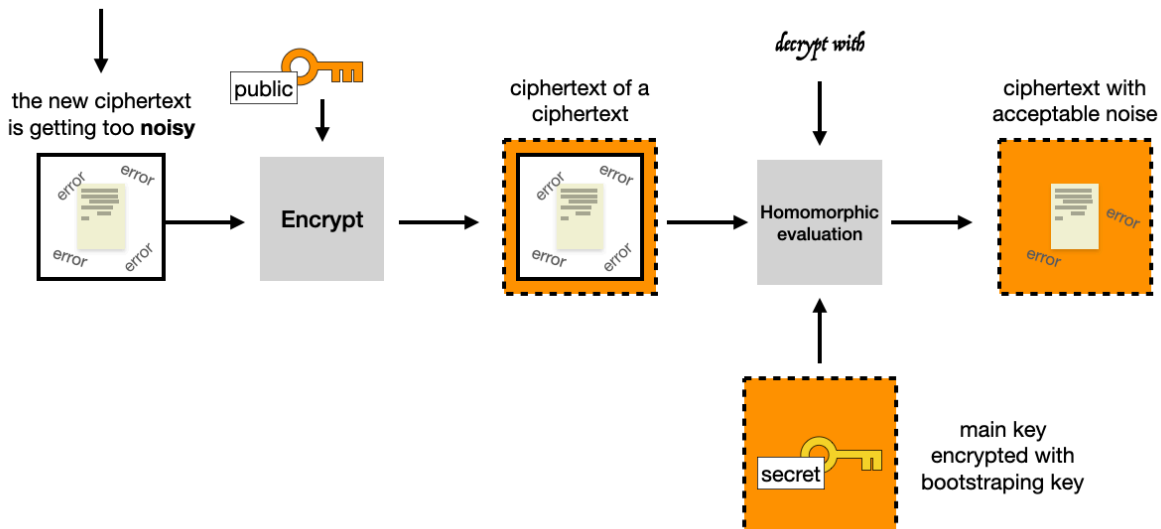 the new ciphertext
is getting too noisy
error
error
error
error
public
Encrypt
ciphertext of a
ciphertext
error
error
error
error
decrypt with
Homomorphic
evaluation
ciphertext with
acceptable noise
error
error
secret
main key
encrypted with
bootstraping key